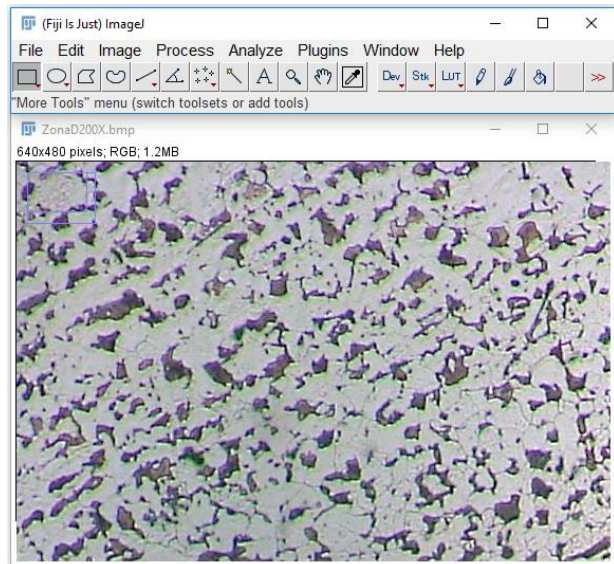 (Fiji Is Just) ImageJ
File Edit Image Process Analyze Plugins Window Help
A Dev Stk LUT >>
"More Tools" menu (switch toolsets or add tools)
ZonaD200X.bmp
640x480 pixels; RGB; 1.2MB